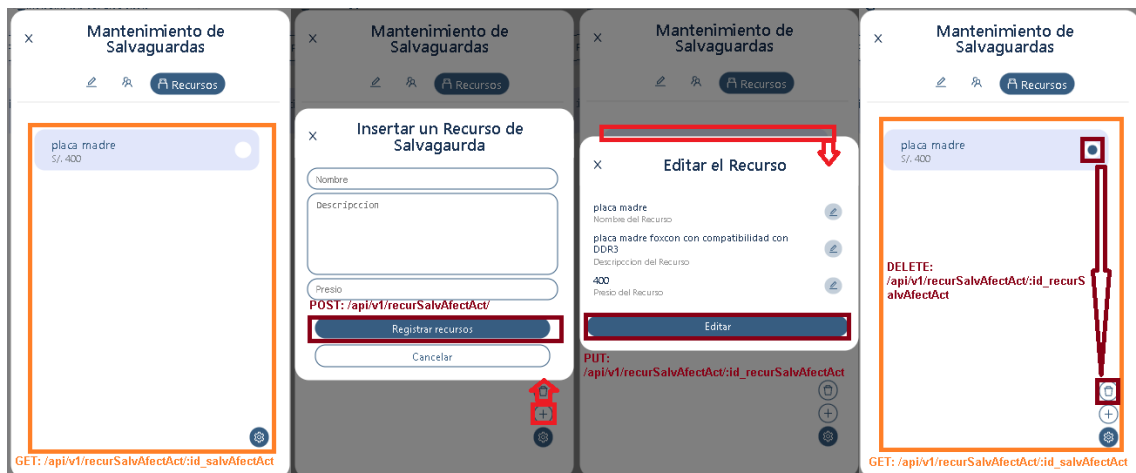 Mantenimiento de
Salvaguardas
Recursos
placa madre
S/. 400
GET: /api/v1/recurSalvAfectAct/:id_salvAfectAct
Mantenimiento de
Salvaguardas
Recursos
Insertar un Recurso de
Salvagaurda
Nombre
Descripccion
Presio
POST: /api/v1/recurSalvAfectAct/
Registrar recursos
Cancelar
Mantenimiento de
Salvaguardas
Recursos
Editar el Recurso
placa madre
Nombre del Recurso
placa madre foxcon con compatibilidad con
DDR3
Descripccion del Recurso
400
Presio del Recurso
Editar
PUT:
/api/v1/recurSalvAfectAct/:id_recurSalvAfectAct
Mantenimiento de
Salvaguardas
Recursos
placa madre
S/. 400
DELETE:
/api/v1/recurSalvAfectAct/:id_recurS
alvAfectAct
GET: /api/v1/recurSalvAfectAct/:id_salvAfectAct